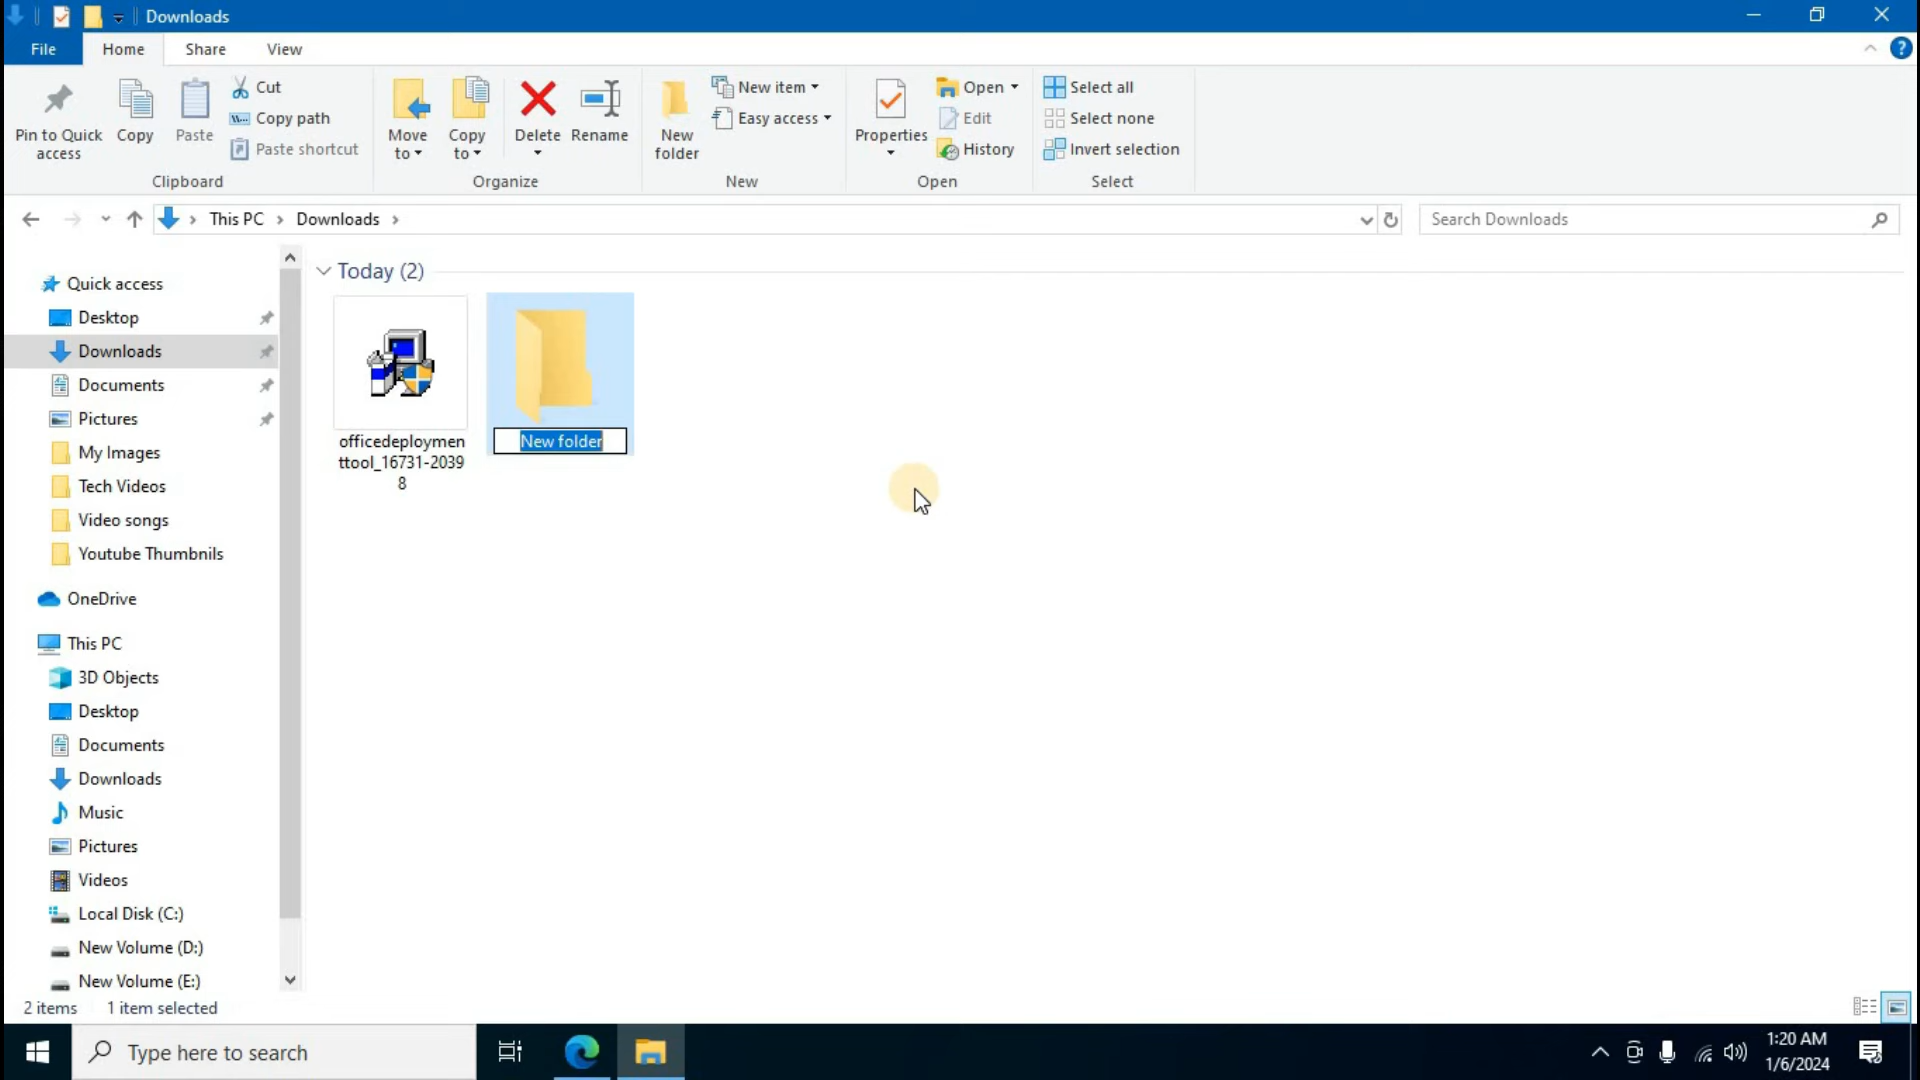 Downloads
File Home Share View
Pin to Quick access
Copy
Paste
Cut
Copy path
Paste shortcut
Clipboard
Move to
Copy to
Delete
Rename
Organize
New folder
New item
Easy access
New
Properties
Open
Edit
History
Open
Select all
Select none
Invert selection
Select
This PC Downloads
Search Downloads
Quick access
Desktop
Downloads
Documents
Pictures
My Images
Tech Videos
Video songs
Youtube Thumbnils
OneDrive
This PC
3D Objects
Desktop
Documents
Downloads
Music
Pictures
Videos
Local Disk (C:)
New Volume (D:)
New Volume (E:)
Today (2)
officedeploymen
ttool_16731-2039
8
New folder
2 items 1 item selected
Type here to search
1:20 AM
1/6/2024